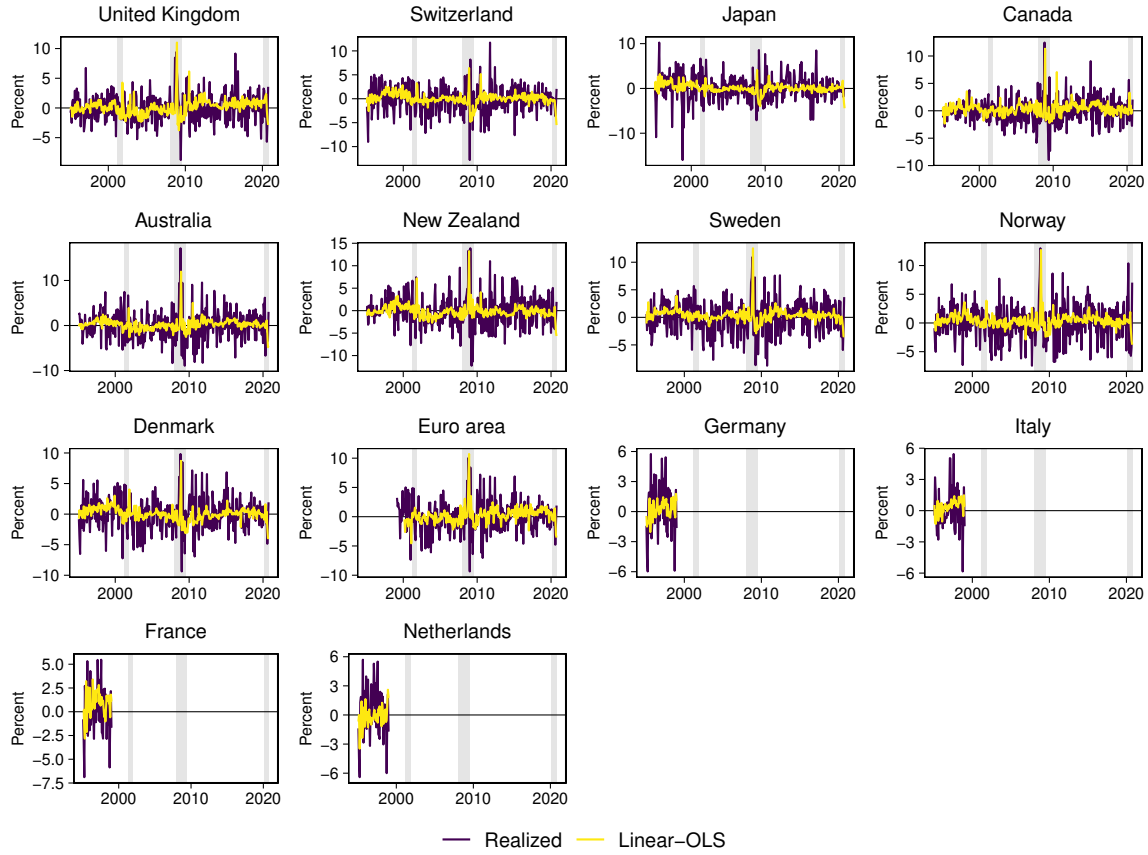 United Kingdom
Switzerland
Japan
Canada
Percent
10
5
0
−5
2000 2010 2020
Percent
10
5
0
−5
−10
2000 2010 2020
Percent
10
0
−10
2000 2010 2020
Percent
10
5
0
−5
−10
2000 2010 2020
Australia
New Zealand
Sweden
Norway
Percent
10
0
−10
2000 2010 2020
Percent
15
10
5
0
−5
−10
2000 2010 2020
Percent
10
5
0
−5
2000 2010 2020
Percent
10
5
0
−5
2000 2010 2020
Denmark
Euro area
Germany
Italy
Percent
10
5
0
−5
−10
2000 2010 2020
Percent
10
5
0
−5
−10
2000 2010 2020
Percent
6
3
0
−3
−6
2000 2010 2020
Percent
6
3
0
−3
−6
2000 2010 2020
France
Netherlands
Percent
5.0
2.5
0.0
−2.5
−5.0
−7.5
2000 2010 2020
Percent
6
3
0
−3
−6
2000 2010 2020
Realized Linear−OLS